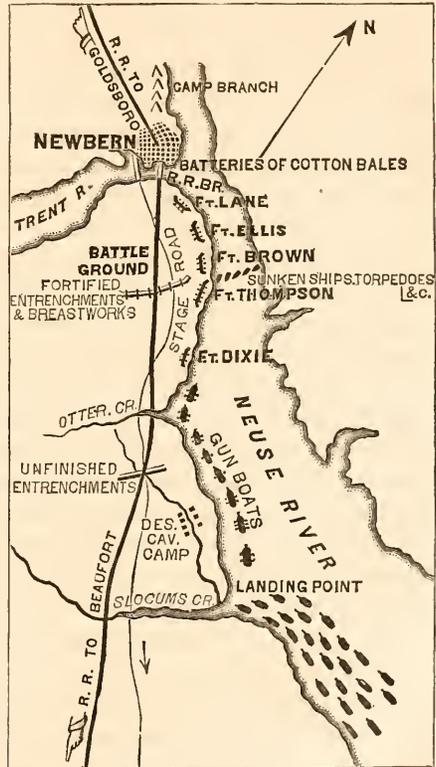 N
R. R. TO
GOLDSBORO
CAMP BRANCH
NEWBERN
BATTERIES OF COTTON BALES
R.R.BR.
TRENT R.
FT. LANE
FT. ELLIS
BATTLE
GROUND
FT. BROWN
STAGE ROAD
SUNKEN SHIPS.TORPEDOES
&c.
FORTIFIED
ENTRENCHMENTS
& BREASTWORKS
FT. THOMPSON
FT. DIXIE
OTTER. CR.
NEUSE RIVER
GUN BOATS
UNFINISHED
ENTRENCHMENTS
DES.
CAV.
CAMP
LANDING POINT
SLOCUMS CR.
R. R. TO BEAUFORT